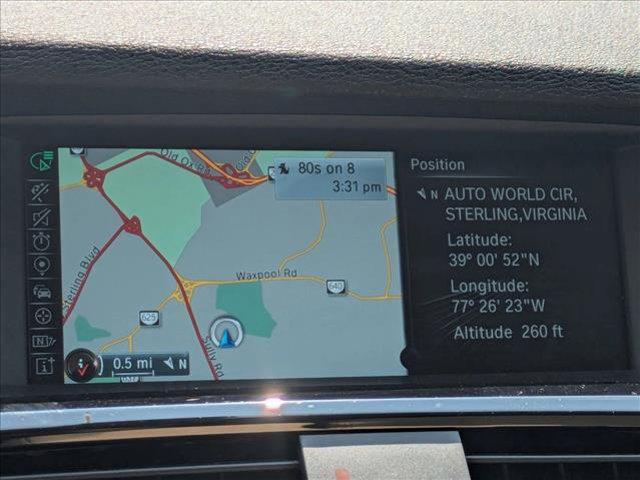 Old Ox Rd
80s on 8
3:31 pm
Sterling Blvd
Waxpool Rd
640
625
Sully Rd
0.5 mi N
N
Position
N AUTO WORLD CIR,
STERLING,VIRGINIA
Latitude:
39° 00' 52"N
Longitude:
77° 26' 23"W
Altitude 260 ft